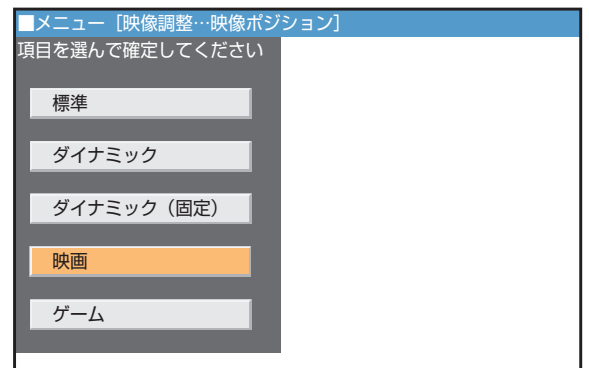 ■メニュー［映像調整…映像ポジション］
項目を選んで確定してください
標準
ダイナミック
ダイナミック（固定）
映画
ゲーム